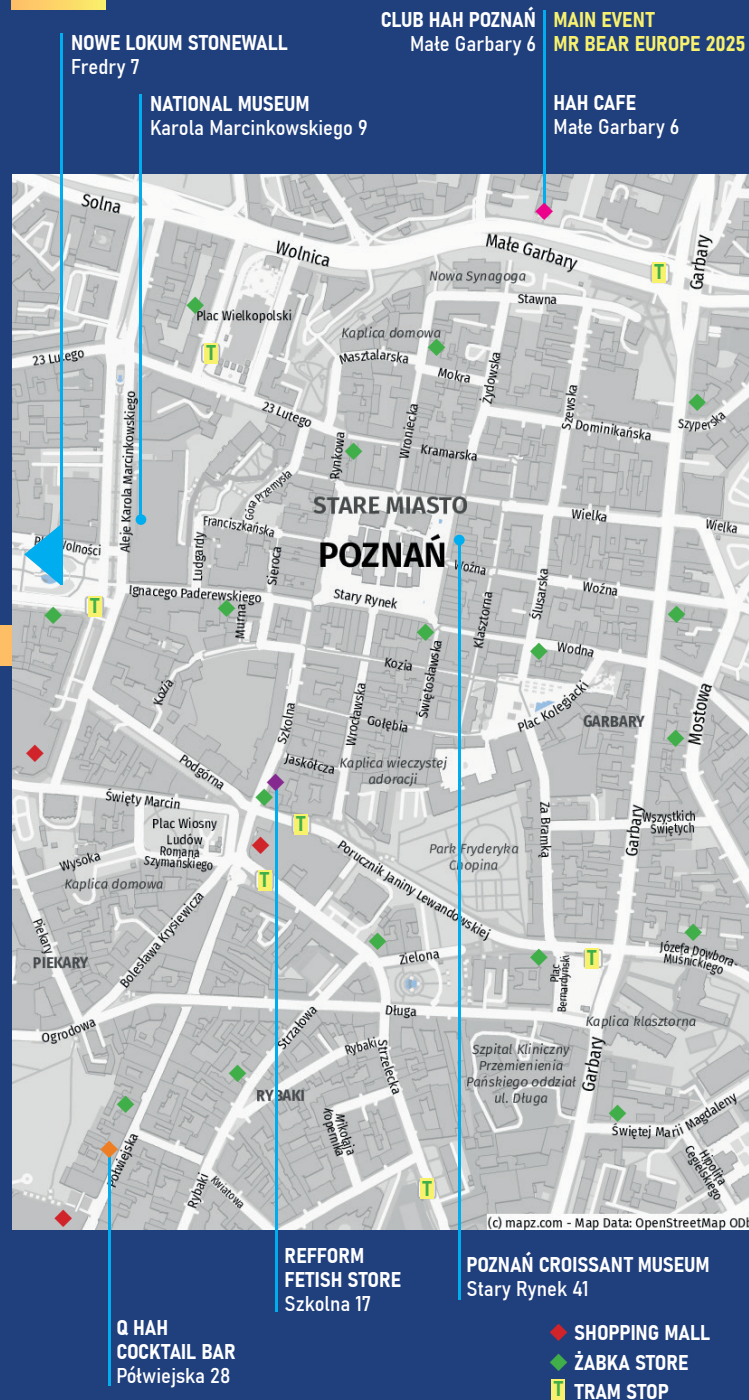 NOWE LOKUM STONEWALL
Fredry 7
CLUB HAH POZNAŃ
Małe Garbary 6
MAIN EVENT
MR BEAR EUROPE 2025
NATIONAL MUSEUM
Karola Marcinkowskiego 9
HAH CAFE
Małe Garbary 6
Solna
Wolnica
Małe Garbary
Garbary
T
Nowa Synagoga
Stawna
Plac Wielkopolski
Kaplica domowa
T
23 Lutego
Masztalarska
Mokra
Żydowska
Szewska
Aleje Karola Marcinkowskiego
23 Lutego
Wroniecka
Dominikańska
Szyperska
Rynkowa
Kramarska
Góra Przemysła
STARE MIASTO
Wielka
Wielka
Franciszkańska
POZNAŃ
Ludgardy
Sieroca
Woźna
Woźna
Ignacego Paderewskiego
Stary Rynek
T
Murna
Klasztorna
Ślusarska
Wodna
Kozia
Kozia
Świętosławska
Szkolna
Wrocławska
Gołębia
Plac Kolegiacki
GARBARY
Mostowa
Podgórna
Jaskółcza
Kaplica wieczystej
adoracji
Święty Marcin
T
Plac Wiosny
Ludów
Romana
Szymańskiego
Wysoka
Kaplica domowa
T
Porucznik Janiny Lewandowskiej
Park Fryderyka
Chopina
Za Bramką
Garbary
Wszystkich
Świętych
Piekary
PIEKARY
Bolesława Krysiewicza
Zielona
T
Józefa Dowbora-
Muśnickiego
Plac
Bernardyński
Ogrodowa
Strzałowa
Długa
Kaplica klasztorna
Rybaki
Strzelecka
Szpital Kliniczny
Przemienienia
Pańskiego oddział
ul. Długa
Garbary
RYBAKI
Mikołaja
Kopernika
Świętej Marii Magdaleny
Hipolita
Cegielskiego
Półwiejska
Rybaki
Kwiatowa
T
(c) mapz.com - Map Data: OpenStreetMap ODb
REFFORM
FETISH STORE
Szkolna 17
POZNAŃ CROISSANT MUSEUM
Stary Rynek 41
Q HAH
COCKTAIL BAR
Półwiejska 28
SHOPPING MALL
ŻABKA STORE
T TRAM STOP